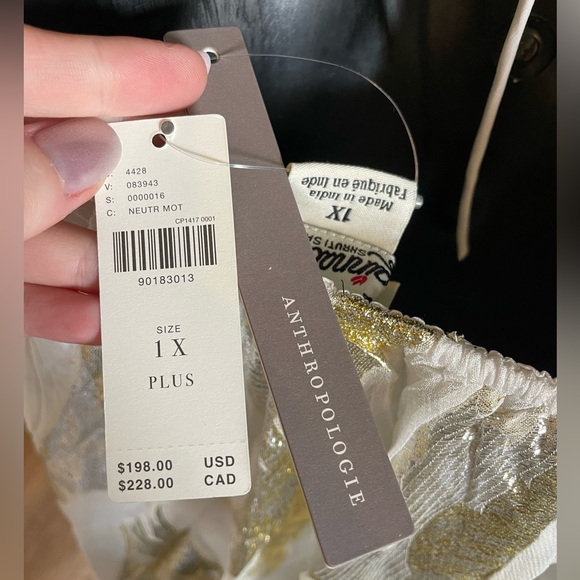 4428
V: 083943
S: 0000016
C: NEUTR MOT
CP1417 0001
90183013
SIZE
1 X
PLUS
$198.00 USD
$228.00 CAD
ANTHROPOLOGIE
1X
Made in India
Fabriqué en Inde